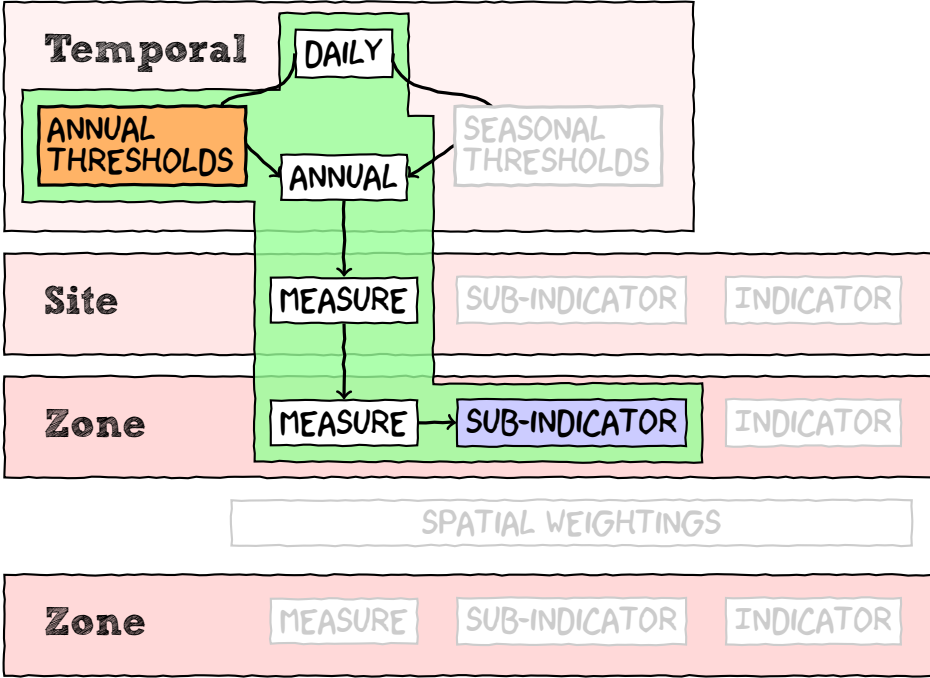 Temporal
DAILY
ANNUAL
THRESHOLDS
SEASONAL
THRESHOLDS
ANNUAL
Site
MEASURE
SUB-INDICATOR
INDICATOR
Zone
MEASURE
SUB-INDICATOR
INDICATOR
SPATIAL WEIGHTINGS
Zone
MEASURE
SUB-INDICATOR
INDICATOR